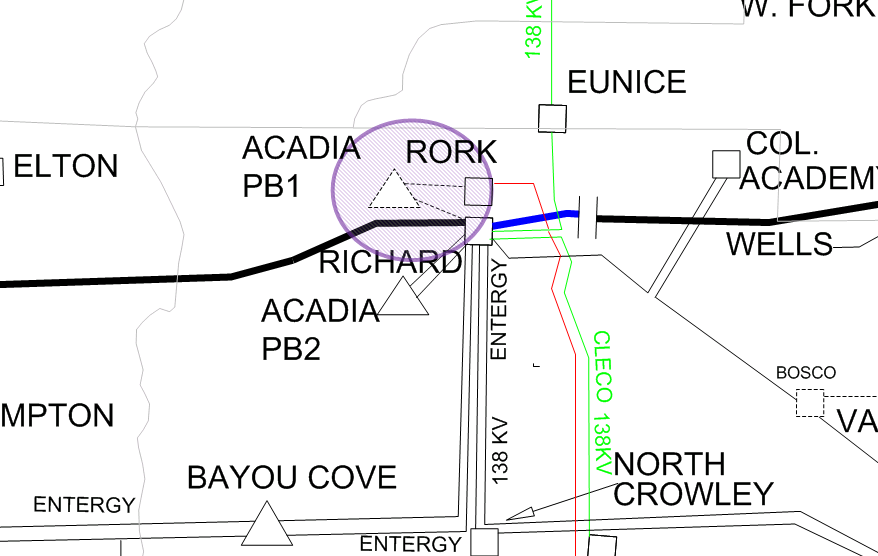 W. FORK
138 KV
EUNICE
ACADIA
PB1
RORK
COL.
ACADEMY
ELTON
WELLS
RICHARD
ACADIA
PB2
ENTERGY
138 KV
CLECO 138KV
BOSCO
VA
MPTON
BAYOU COVE
NORTH
CROWLEY
ENTERGY
ENTERGY